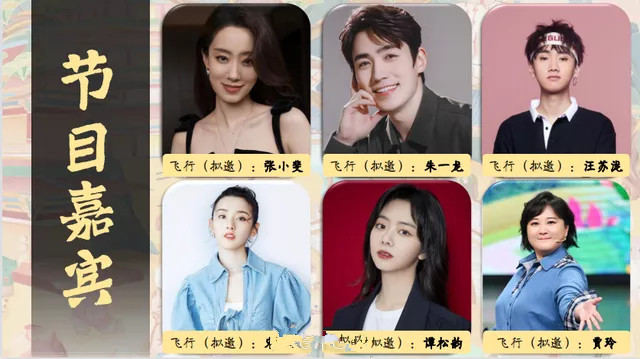 节目嘉宾
飞行（拟邀）：张小斐
飞行（拟邀）：朱一龙
飞行（拟邀）：汪苏泷
飞行（拟邀）：
拟邀）：谭松韵
飞行（拟邀）：贾玲